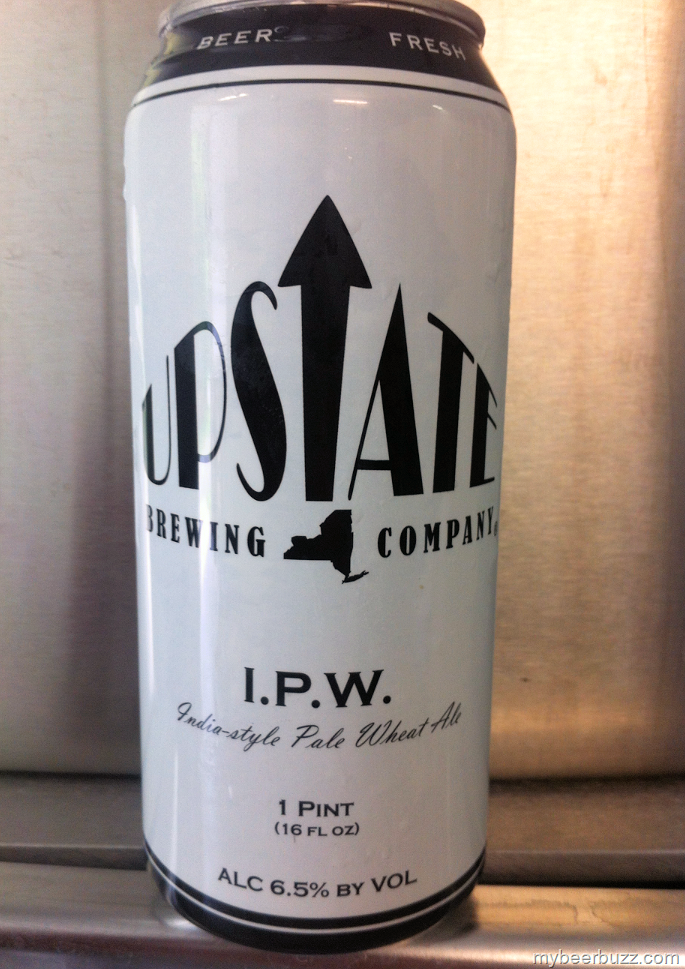 BEER FRESH
UPSTATE
BREWING COMPANY
I.P.W.
India-style Pale Wheat Ale
1 PINT
(16 FL OZ)
ALC 6.5% BY VOL
mybeerbuzz.com